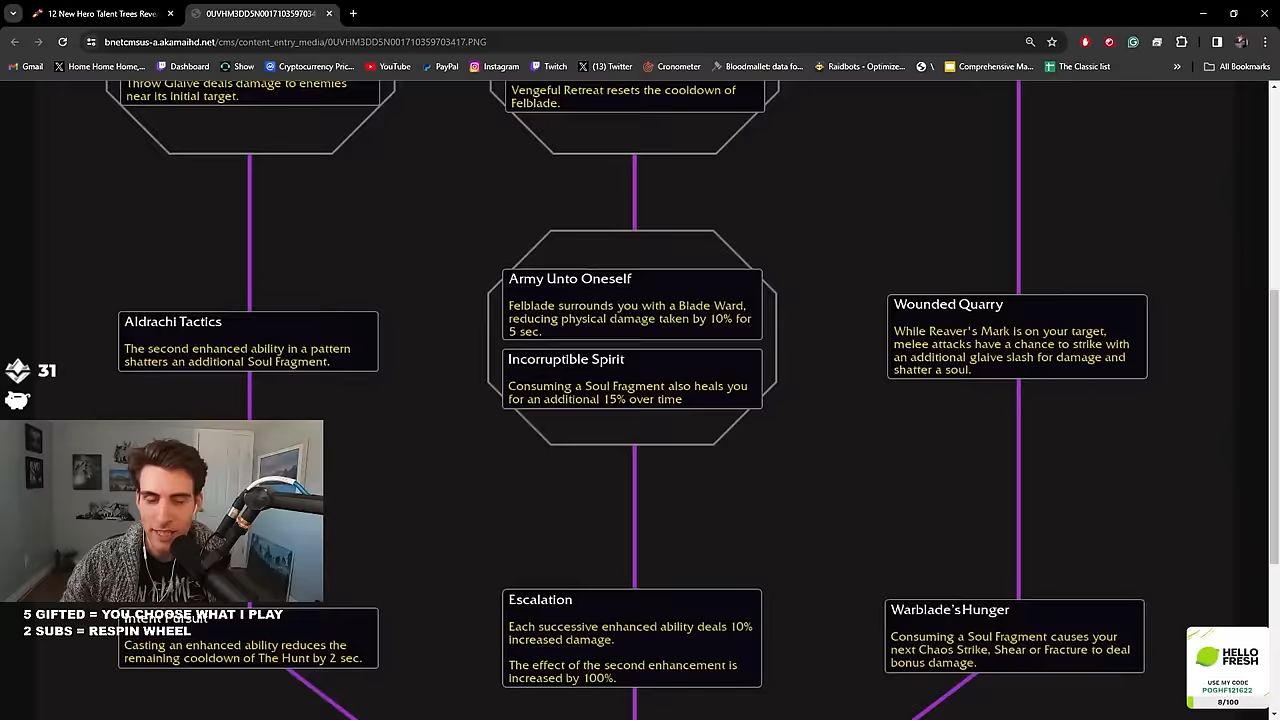 12 New Hero Talent Trees Reve
0UVHM3DD5N0017103597034
bnetcmsus-a.akamaihd.net/cms/content_entry_media/0UVHM3DD5N001710359703417.PNG
Gmail
Home Home Home,...
Dashboard
Show
Cryptocurrency Pric...
YouTube
PayPal
Instagram
Twitch
(13) Twitter
Cronometer
Bloodmallet: data fo...
Raidbots - Optimize...
\
Comprehensive Ma...
The Classic list
»
All Bookmarks
Throw Glaive deals damage to enemies
near its initial target.
Vengeful Retreat resets the cooldown of
Felblade.
Army Unto Oneself
Felblade surrounds you with a Blade Ward,
reducing physical damage taken by 10% for
5 sec.
Incorruptible Spirit
Consuming a Soul Fragment also heals you
for an additional 15% over time
Aldrachi Tactics
The second enhanced ability in a pattern
shatters an additional Soul Fragment.
Wounded Quarry
While Reaver's Mark is on your target,
melee attacks have a chance to strike with
an additional glaive slash for damage and
shatter a soul.
31
5 GIFTED = YOU CHOOSE WHAT I PLAY
2 SUBS = RESPIN WHEEL
Intent Pursuit
Casting an enhanced ability reduces the
remaining cooldown of The Hunt by 2 sec.
Escalation
Each successive enhanced ability deals 10%
increased damage.
The effect of the second enhancement is
increased by 100%.
Warblade's Hunger
Consuming a Soul Fragment causes your
next Chaos Strike, Shear or Fracture to deal
bonus damage.
HELLO
FRESH
USE MY CODE
POGHF121622
8/100